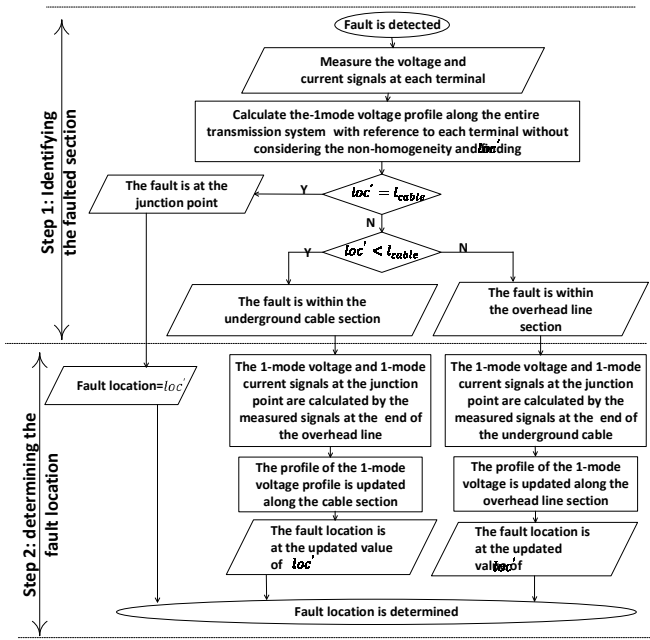 Fault is detected
Measure the voltage and
current signals at each terminal
Calculate the-1mode voltage profile along the entire
transmission system with reference to each terminal without
considering the non-homogeneity and loc'
Step 1: Identifying
the faulted section
The fault is at the
junction point
Y
loc' = l_cable
N
Y
loc' < l_cable
N
The fault is within the
underground cable section
The fault is within
the overhead line
section
Step 2: determining the
fault location
Fault location=loc'
The 1-mode voltage and 1-mode
current signals at the junction
point are calculated by the
measured signals at the end of
the overhead line
The 1-mode voltage and 1-mode
current signals at the junction
point are calculated by the
measured signals at the end of
the underground cable
The profile of the 1-mode
voltage profile is updated
along the cable section
The profile of the 1-mode
voltage is updated along the
overhead line section
The fault location is
at the updated value
of loc'
The fault location is
at the updated
value of loc'
Fault location is determined